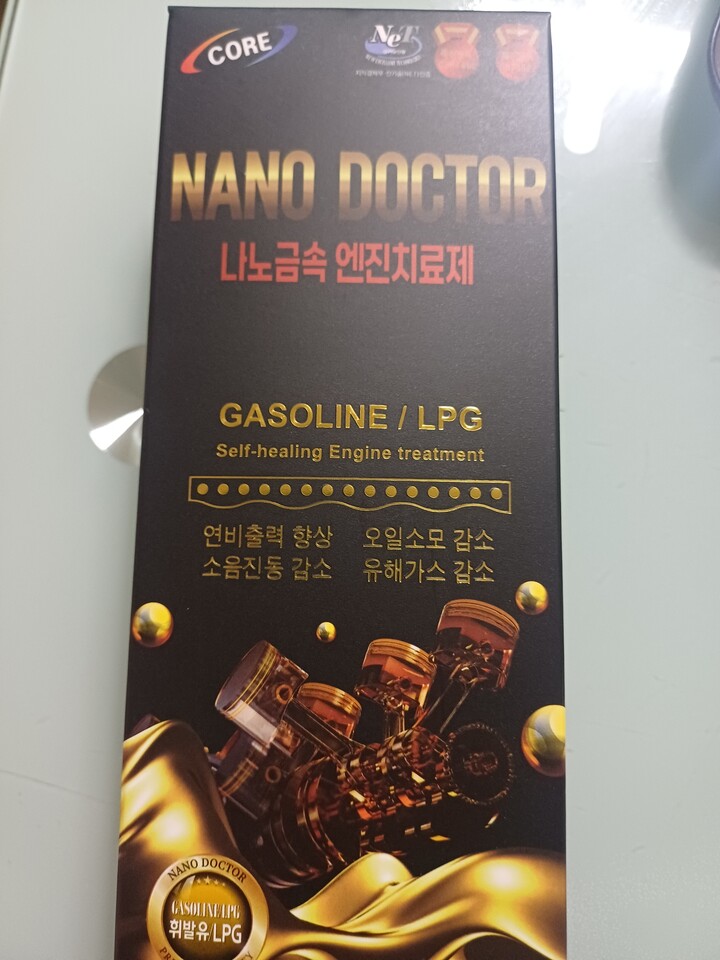 CORE
NeT
NANO DOCTOR
나노금속 엔진치료제
GASOLINE / LPG
Self-healing Engine treatment
연비출력 향상 오일소모 감소
소음진동 감소 유해가스 감소
NANO DOCTOR
GASOLINE/LPG
휘발유/LPG